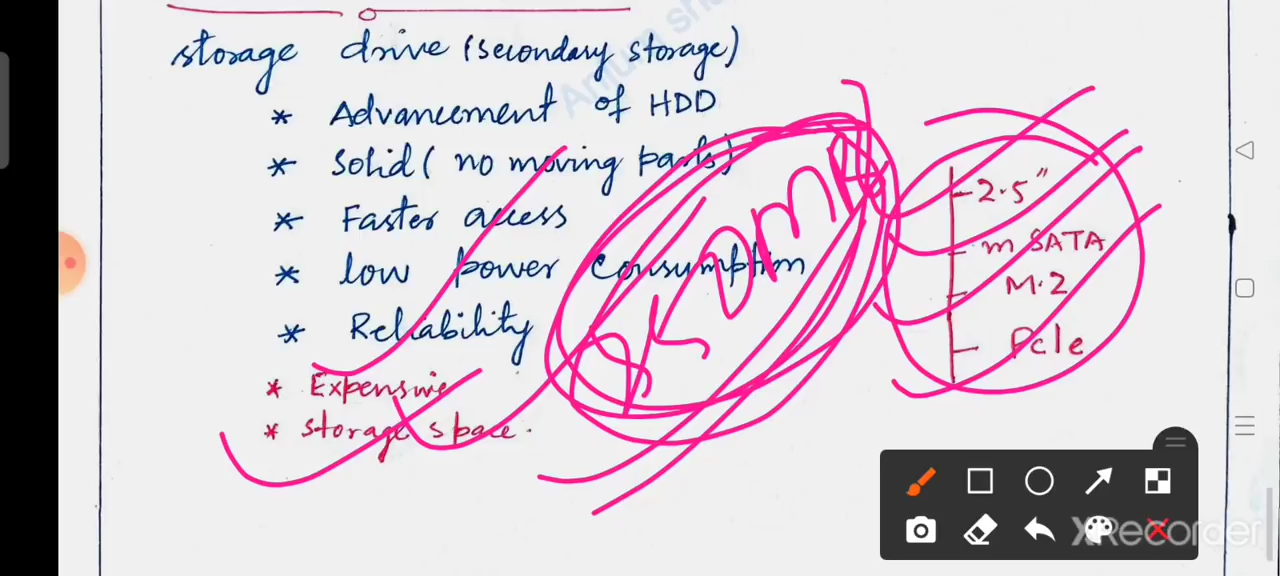 storage drive (secondary storage)
* Advancement of HDD
* Solid ( no moving parts )
* Faster access
* low power consumption
* Reliability
* Expensive
* Storage space.
- 2.5"
- m SATA
- M.2
- PcIe
XRecorder